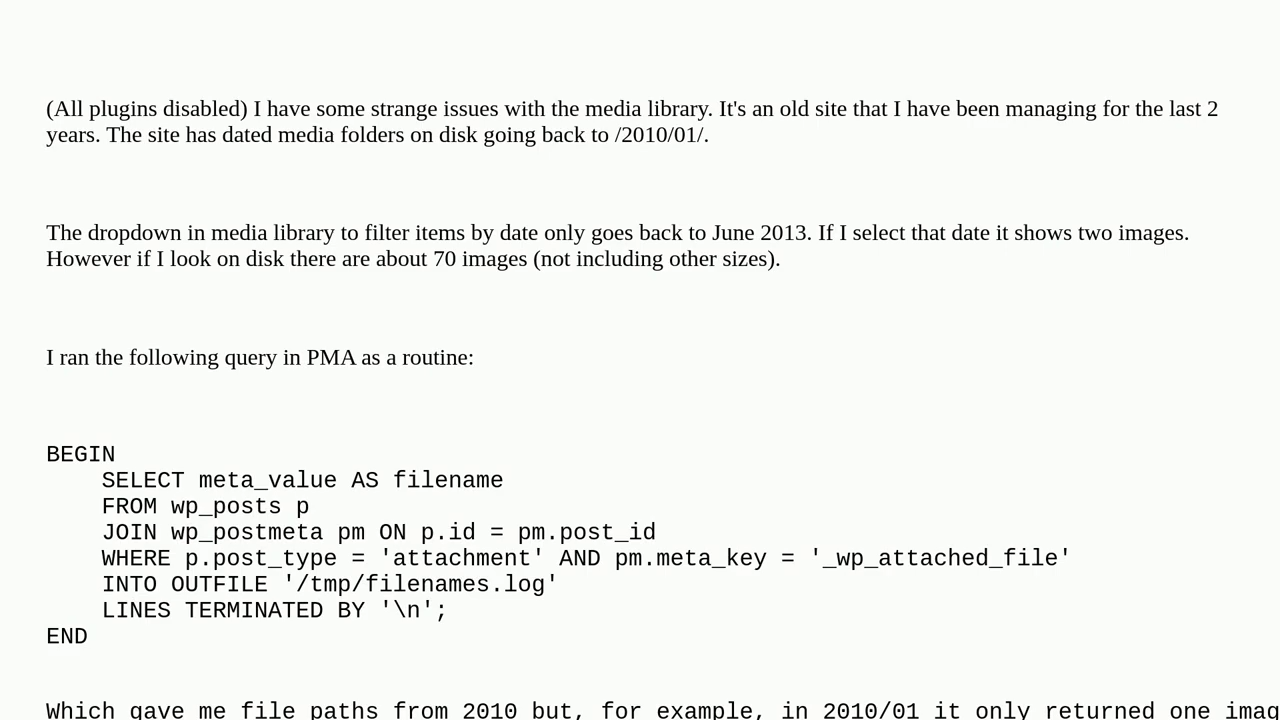 (All plugins disabled) I have some strange issues with the media library. It's an old site that I have been managing for the last 2
years. The site has dated media folders on disk going back to /2010/01/.
The dropdown in media library to filter items by date only goes back to June 2013. If I select that date it shows two images.
However if I look on disk there are about 70 images (not including other sizes).
I ran the following query in PMA as a routine:
BEGIN
SELECT meta_value AS filename
FROM wp_posts p
JOIN wp_postmeta pm ON p.id = pm.post_id
WHERE p.post_type = 'attachment' AND pm.meta_key = '_wp_attached_file'
INTO OUTFILE '/tmp/filenames.log'
LINES TERMINATED BY '\n';
END
Which gave me file paths from 2010 but, for example, in 2010/01 it only returned one